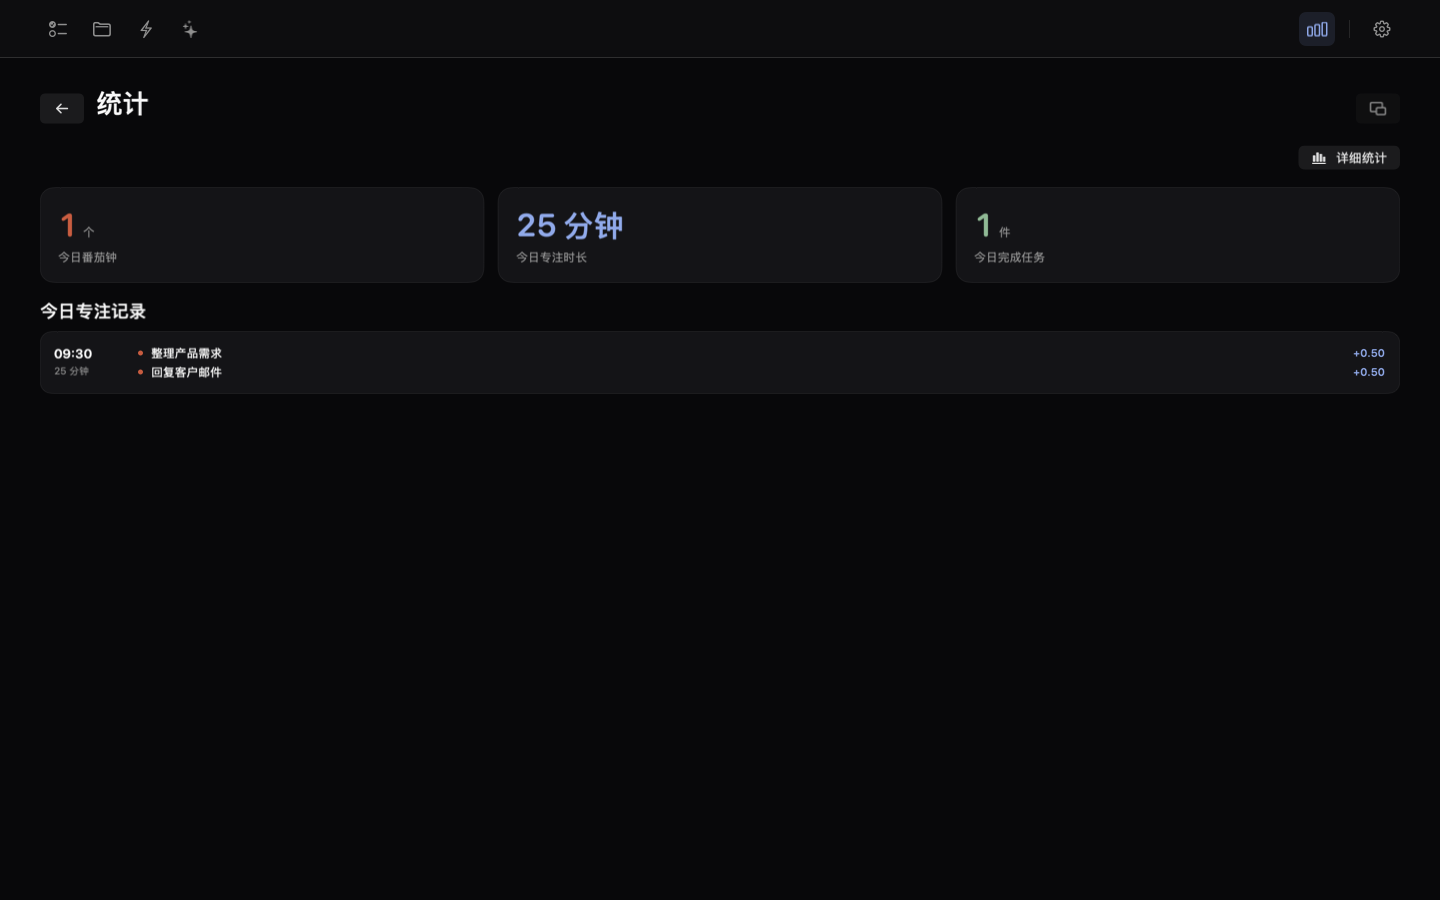 统计
详细统计
1 个
今日番茄钟
25 分钟
今日专注时长
1 件
今日完成任务
今日专注记录
09:30
25 分钟
整理产品需求 +0.50
回复客户邮件 +0.50